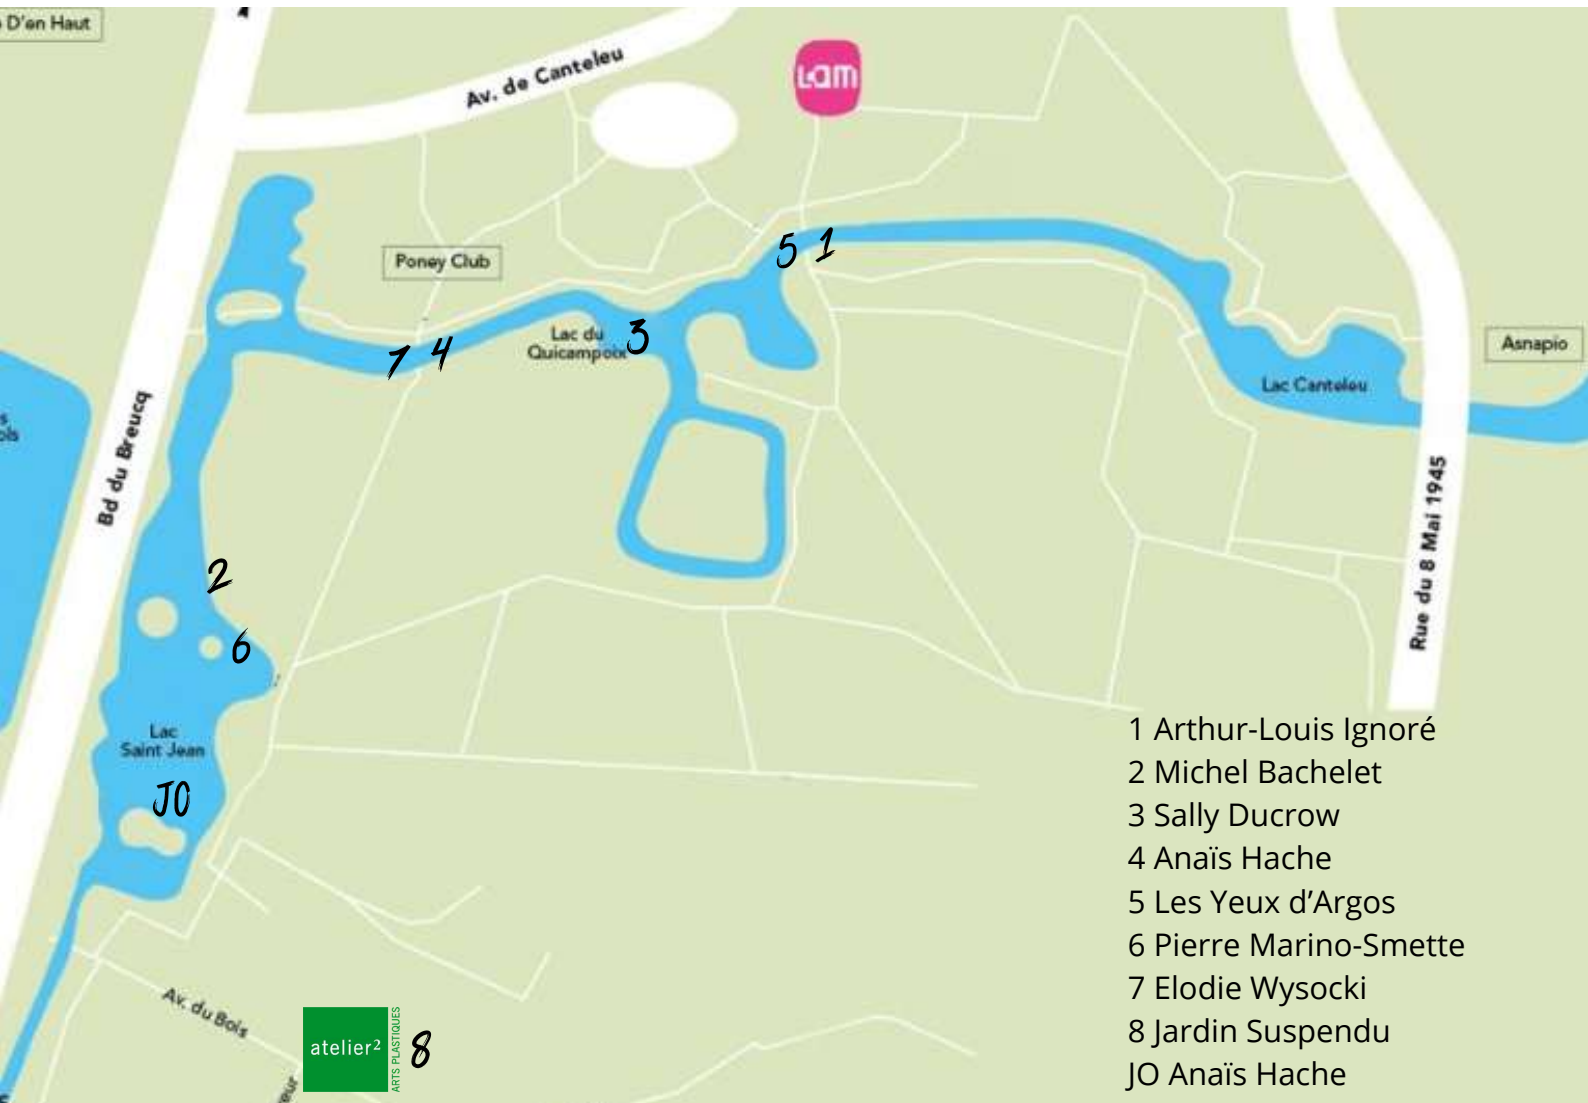 D'en Haut
Av. de Canteleu
Lam
Poney Club
5 1
Lac du
Quicampoix
3
7 4
Asnapio
Lac Canteleu
Bd du Breucq
Rue du 8 Mai 1945
2
6
Lac
Saint Jean
JO
Av. du Bois
atelier²
ARTS PLASTIQUES
8
1 Arthur-Louis Ignoré
2 Michel Bachelet
3 Sally Ducrow
4 Anaïs Hache
5 Les Yeux d'Argos
6 Pierre Marino-Smette
7 Elodie Wysocki
8 Jardin Suspendu
JO Anaïs Hache